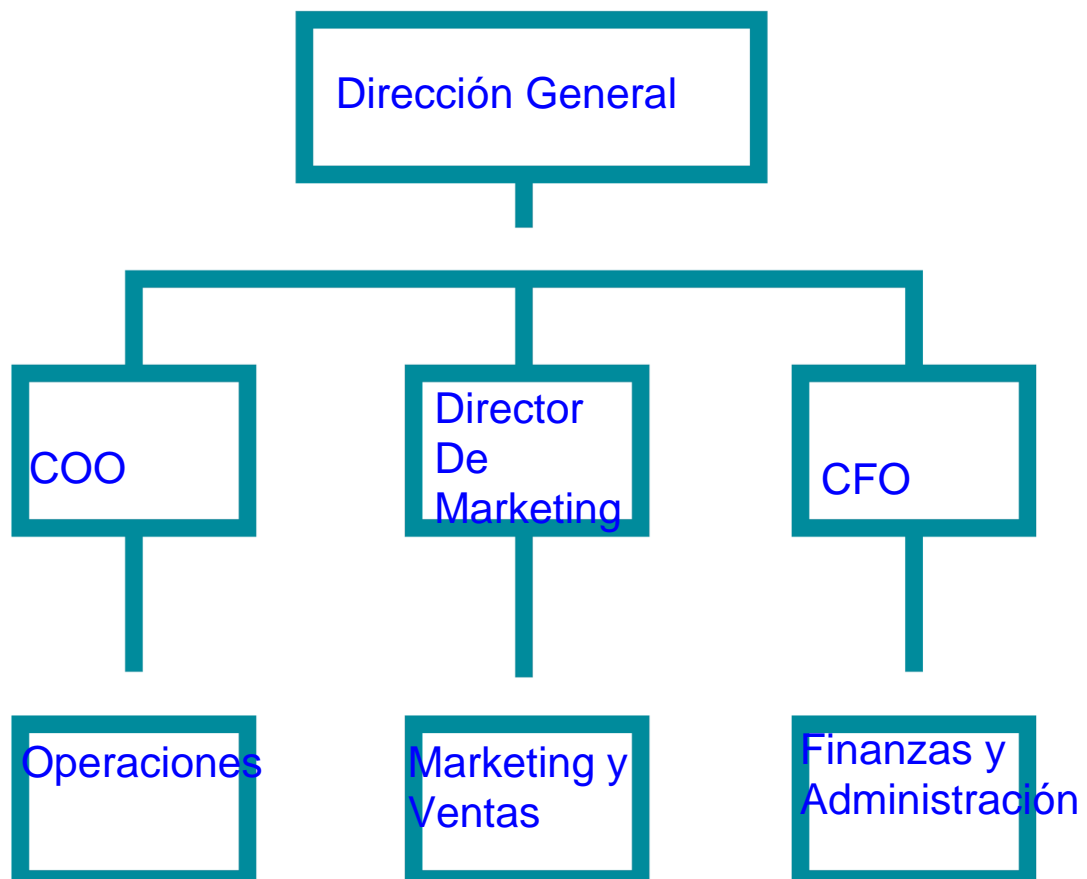 Dirección General
COO
Director
De
Marketing
CFO
Operaciones
Marketing y
Ventas
Finanzas y
Administración